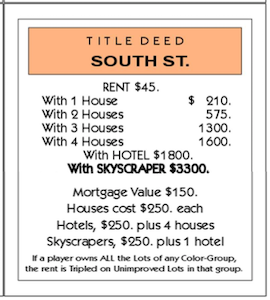 TITLE DEED
SOUTH ST.
RENT $45.
With 1 House $ 210.
With 2 Houses 575.
With 3 Houses 1300.
With 4 Houses 1600.
With HOTEL $1800.
With SKYSCRAPER $3300.
Mortgage Value $150.
Houses cost $250. each
Hotels, $250. plus 4 houses
Skyscrapers, $250. plus 1 hotel
If a player owns ALL the Lots of any Color-Group,
the rent is Tripled on Unimproved Lots in that group.